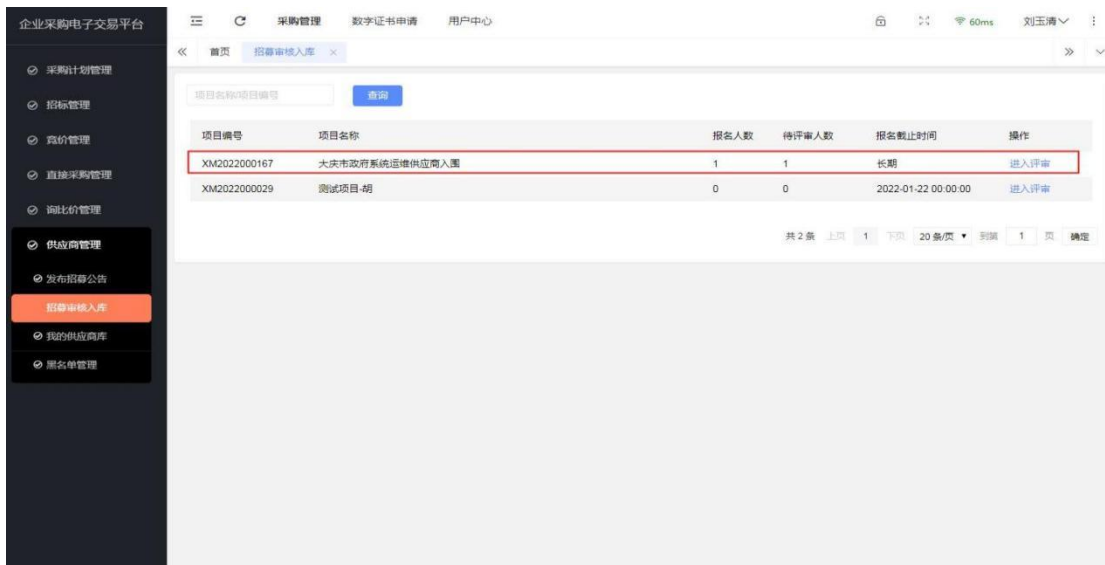 企业采购电子交易平台
采购管理 数字证书申请 用户中心 60ms 刘玉清
首页 招募审核入库
采购计划管理
招标管理
竞价管理
直接采购管理
询比价管理
供应商管理
发布招募公告
招募审核入库
我的供应商库
黑名单管理
项目名称/项目编号 查询
项目编号 项目名称 报名人数 待评审人数 报名截止时间 操作
XM2022000167 大庆市政府系统运维供应商入围 1 1 长期 进入评审
XM2022000029 测试项目-胡 0 0 2022-01-22 00:00:00 进入评审
共 2 条 上页 1 下页 20 条/页 到第 1 页 确定